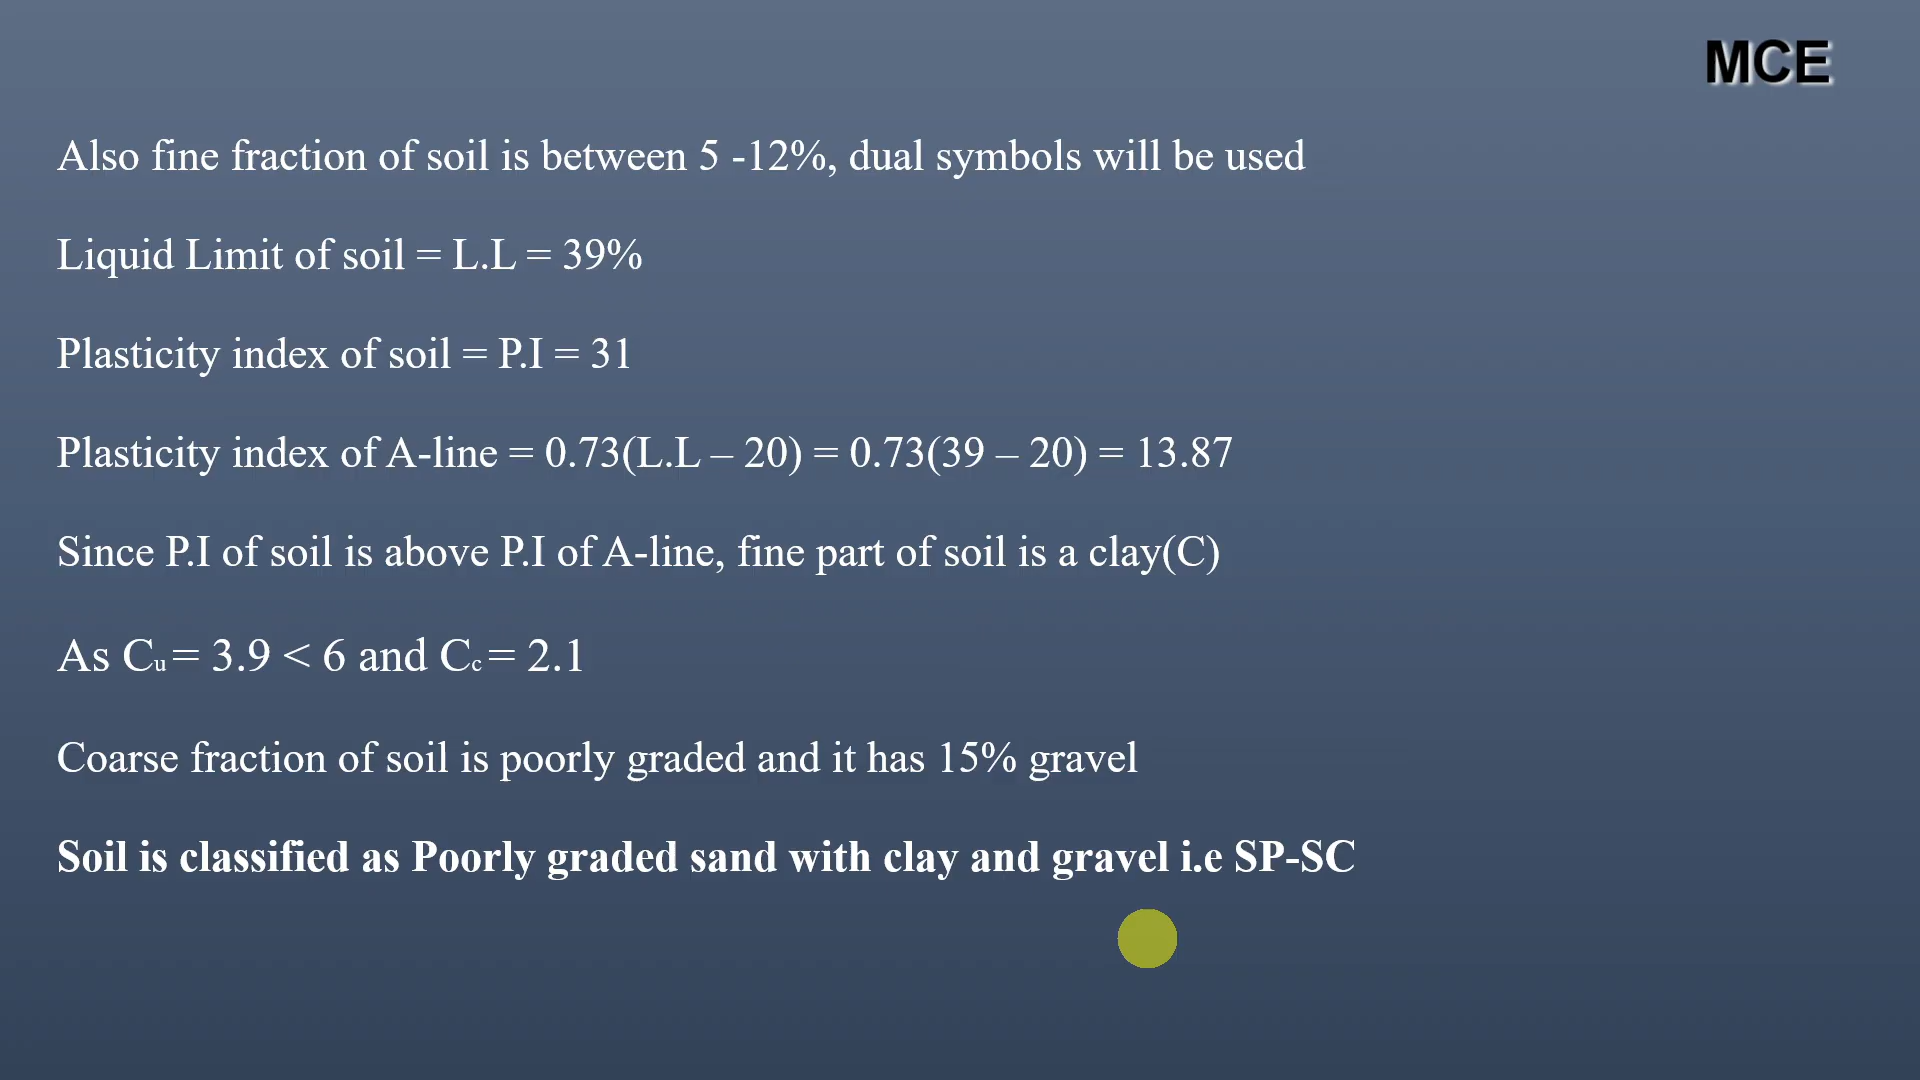 MCE
Also fine fraction of soil is between 5 -12%, dual symbols will be used
Liquid Limit of soil = L.L = 39%
Plasticity index of soil = P.I = 31
Plasticity index of A-line = 0.73(L.L – 20) = 0.73(39 – 20) = 13.87
Since P.I of soil is above P.I of A-line, fine part of soil is a clay(C)
As Cu = 3.9 < 6 and Cc = 2.1
Coarse fraction of soil is poorly graded and it has 15% gravel
Soil is classified as Poorly graded sand with clay and gravel i.e SP-SC